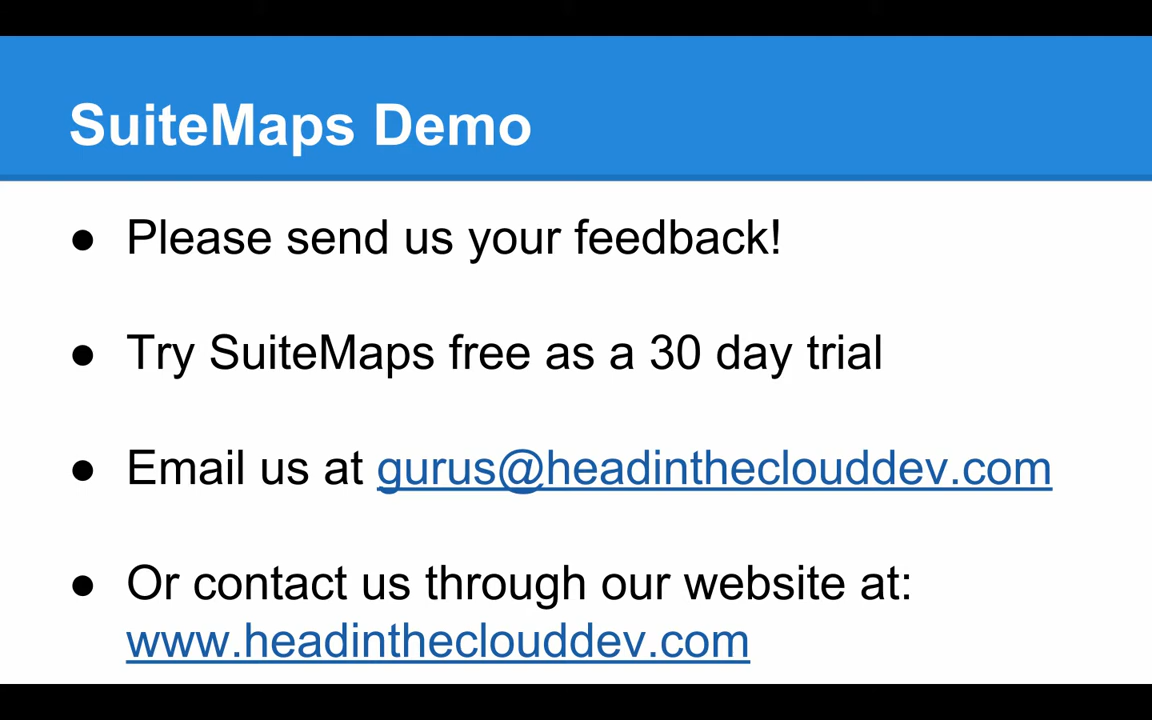 SuiteMaps Demo
● Please send us your feedback!
● Try SuiteMaps free as a 30 day trial
● Email us at gurus@headintheclouddev.com
● Or contact us through our website at:
www.headintheclouddev.com